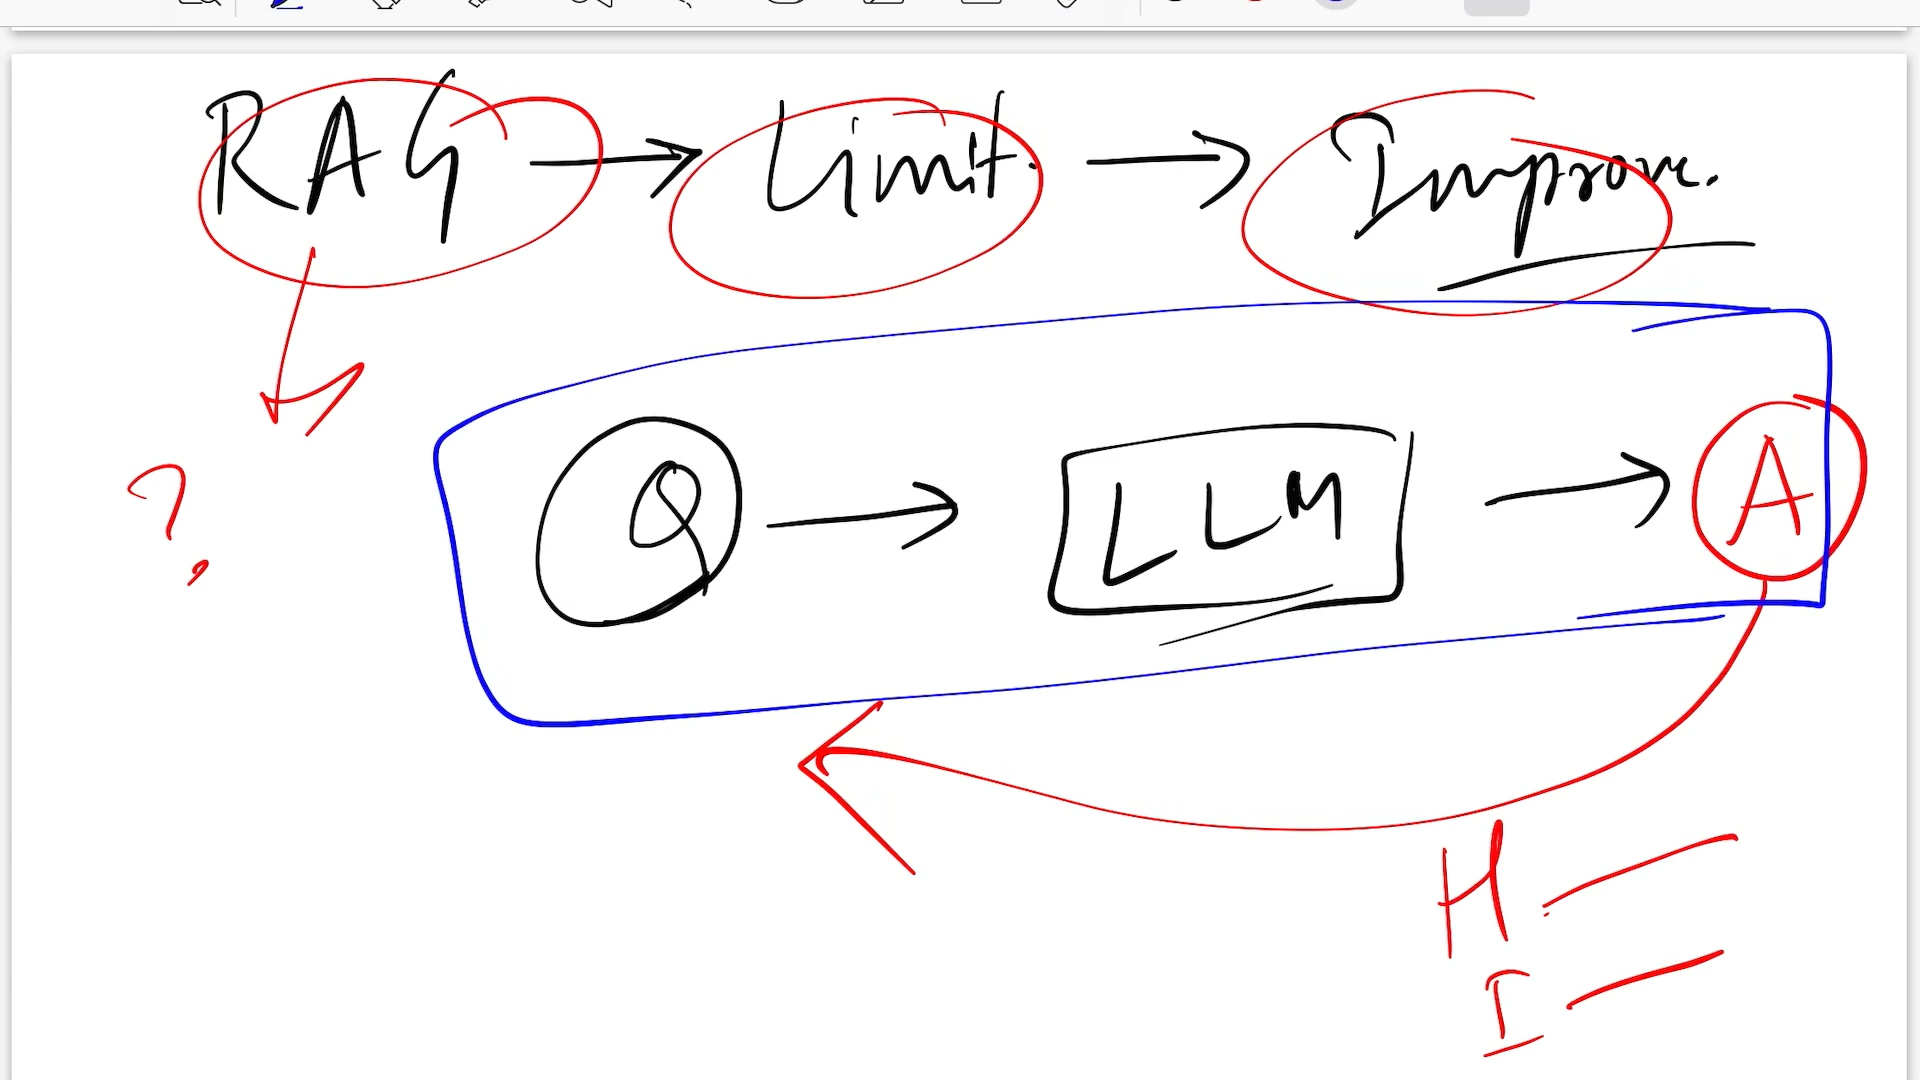 RAG → Limit. → Improve.
?
Q → LLM → A
H
I